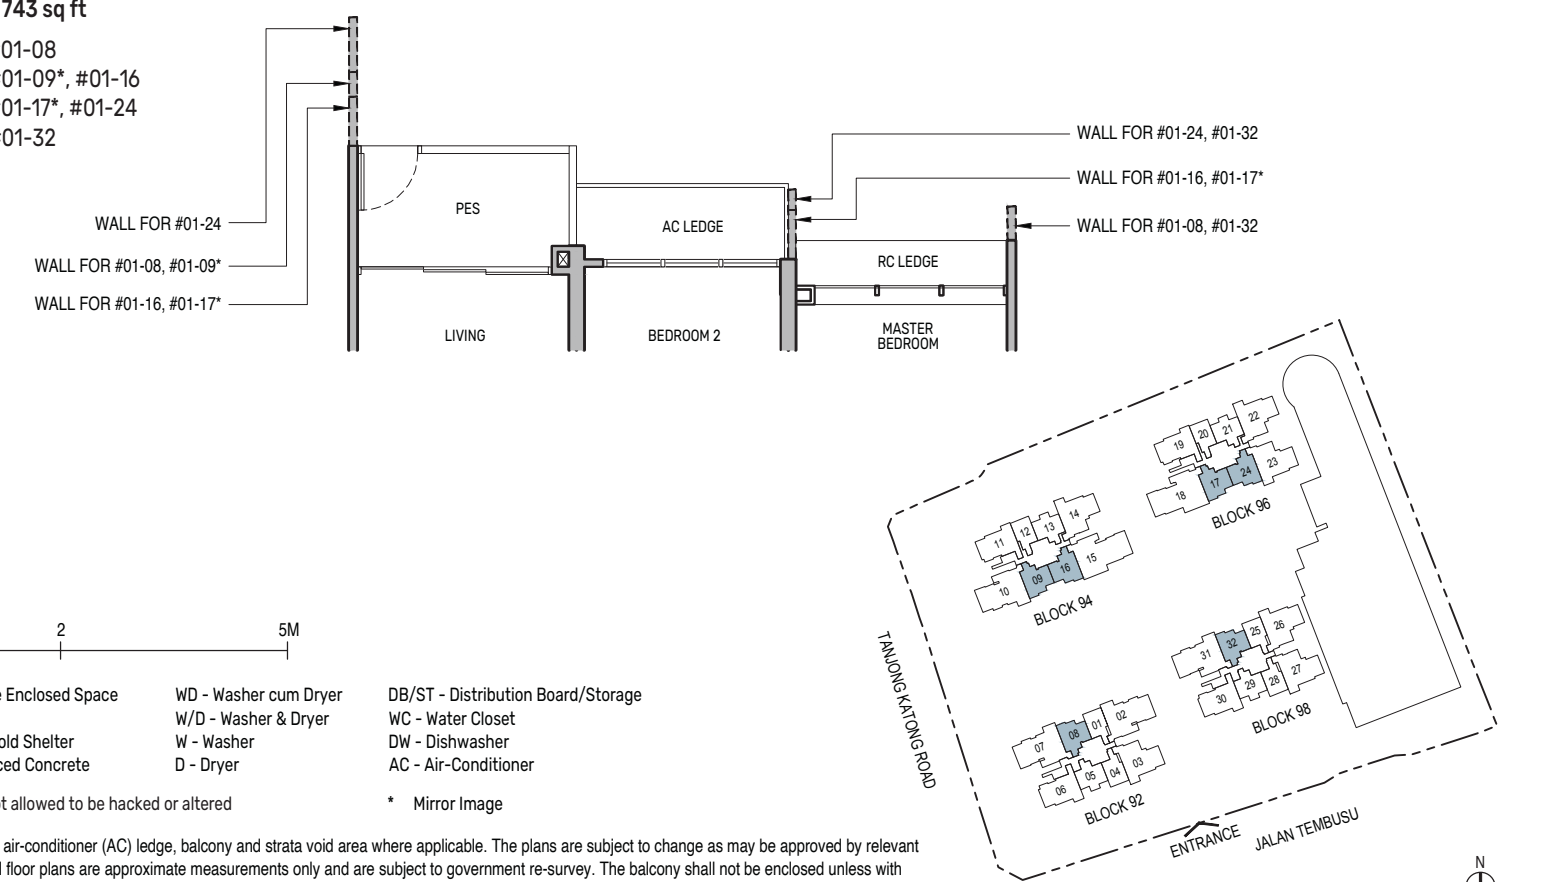 743 sq ft
01-08
#01-09*, #01-16
#01-17*, #01-24
#01-32
WALL FOR #01-24
WALL FOR #01-08, #01-09*
WALL FOR #01-16, #01-17*
WALL FOR #01-24, #01-32
WALL FOR #01-16, #01-17*
WALL FOR #01-08, #01-32
PES
AC LEDGE
RC LEDGE
LIVING
BEDROOM 2
MASTER
BEDROOM
2
5M
Enclosed Space
old Shelter
ced Concrete
WD - Washer cum Dryer
W/D - Washer & Dryer
W - Washer
D - Dryer
DB/ST - Distribution Board/Storage
WC - Water Closet
DW - Dishwasher
AC - Air-Conditioner
allowed to be hacked or altered
* Mirror Image
air-conditioner (AC) ledge, balcony and strata void area where applicable. The plans are subject to change as may be approved by relevant
floor plans are approximate measurements only and are subject to government re-survey. The balcony shall not be enclosed unless with
19
20
21
22
18
17
24
23
BLOCK 96
11
12
13
14
10
09
16
15
BLOCK 94
31
32
25
26
30
29
28
27
BLOCK 98
07
08
01
02
06
05
04
03
BLOCK 92
TANJONG KATONG ROAD
ENTRANCE
JALAN TEMBUSU
N